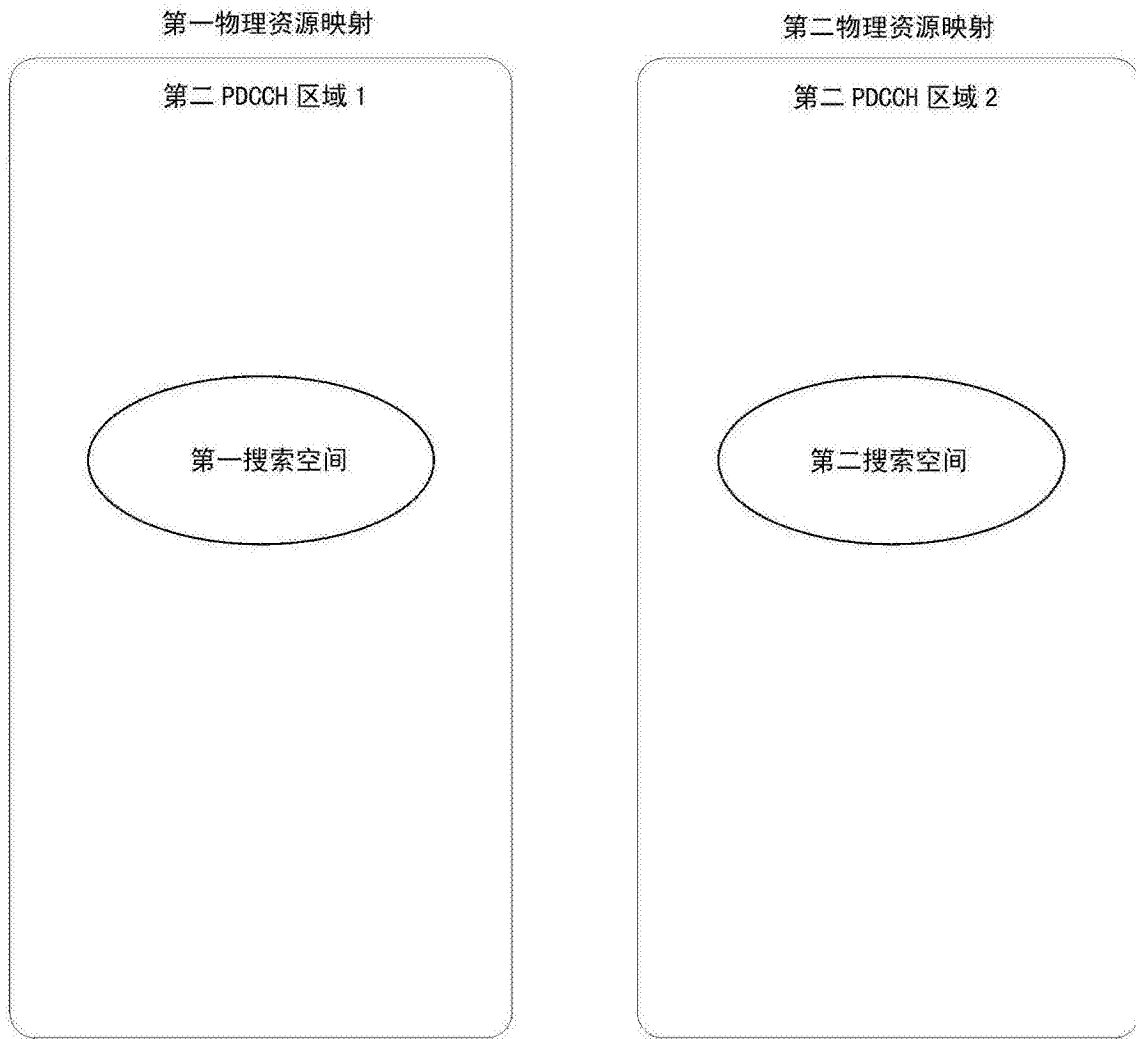 第一物理资源映射
第二 PDCCH 区域 1
第一搜索空间
第二物理资源映射
第二 PDCCH 区域 2
第二搜索空间